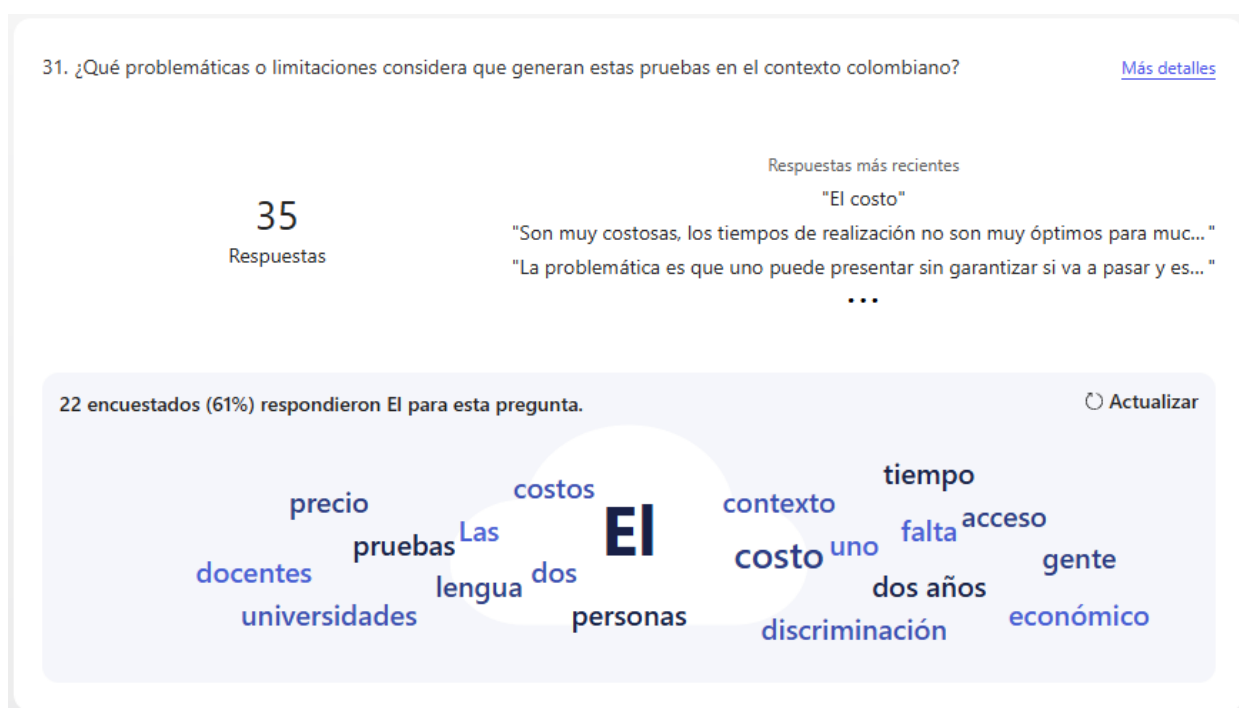 31. ¿Qué problemáticas o limitaciones considera que generan estas pruebas en el contexto colombiano?
Más detalles
35
Respuestas
Respuestas más recientes
"El costo"
"Son muy costosas, los tiempos de realización no son muy óptimos para muc... "
"La problemática es que uno puede presentar sin garantizar si va a pasar y es... "
...
22 encuestados (61%) respondieron El para esta pregunta.
Actualizar
precio
costos
El
contexto
tiempo
pruebas
Las
costo
uno
falta
acceso
docentes
lengua
dos
dos años
gente
universidades
personas
discriminación
económico